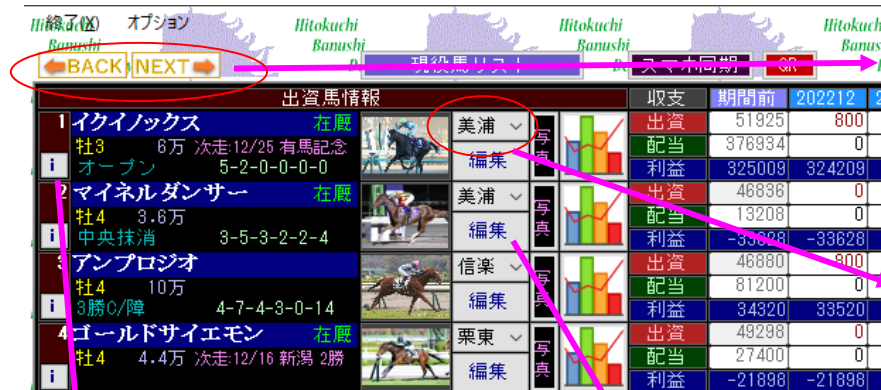 終了(X) オプション
Hitokuchi Banushi
Hitokuchi Banushi
Hitokuchi Banushi
BACK NEXT 現役馬リスト スマホ同期 QR
出資馬情報 収支 期間前 202212
1 イクイノックス 在厩 美浦 写真 出資 51925 800
牡3 6万 次走:12/25 有馬記念 配当 376934 0
i オープン 5-2-0-0-0-0 編集 利益 325009 324209
2 マイネルダンサー 在厩 美浦 写真 出資 46836 0
牡4 3.6万 配当 13208 0
i 中央抹消 3-5-3-2-2-4 編集 利益 -33628 -33628
3 アンプロジオ 信楽 写真 出資 46880 800
牡4 10万 配当 81200 0
i 3勝C/障 4-7-4-3-0-14 編集 利益 34320 33520
4 ゴールドサイエモン 在厩 栗東 写真 出資 49298 0
牡4 4.4万 次走:12/16 新潟 2勝 配当 27400 0
i 編集 利益 -21898 -21898